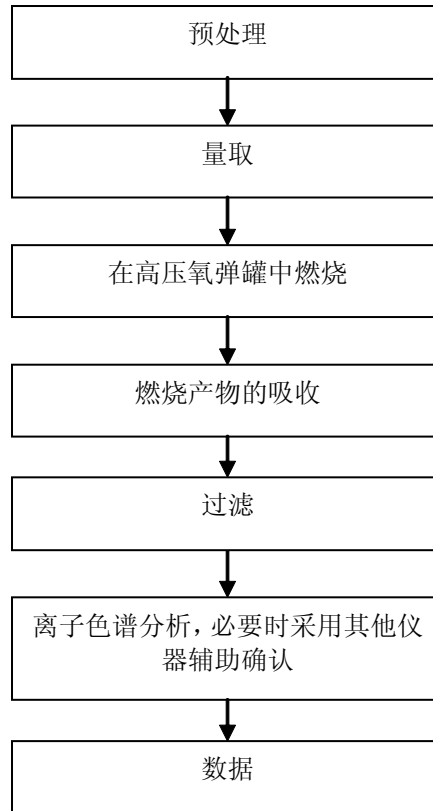 预处理
量取
在高压氧弹罐中燃烧
燃烧产物的吸收
过滤
离子色谱分析，必要时采用其他仪
器辅助确认
数据